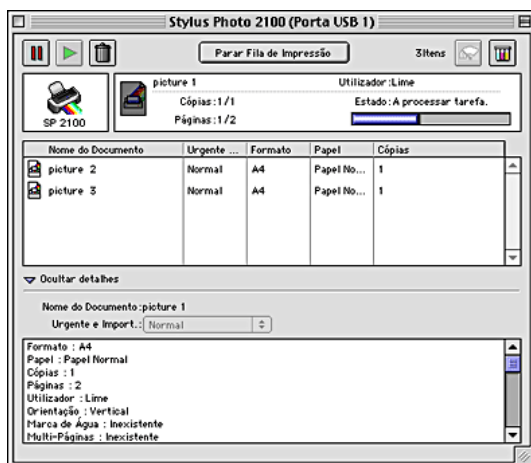 Stylus Photo 2100 (Porta USB 1)
Parar Fila de Impressão
3Itens
SP 2100
picture 1
Utilizador :Lime
Cópias :1/1
Estado :A processar tarefa.
Páginas :1/2
Nome do Documento Urgente ... Formato Papel Cópias
picture 2 Normal A4 Papel No... 1
picture 3 Normal A4 Papel No... 1
Ocultar detalhes
Nome do Documento :picture 1
Urgente e Import. : Normal
Formato : A4
Papel : Papel Normal
Cópias : 1
Páginas : 2
Utilizador : Lime
Orientação : Vertical
Marca de Água : Inexistente
Multi-Páginas : Inexistente